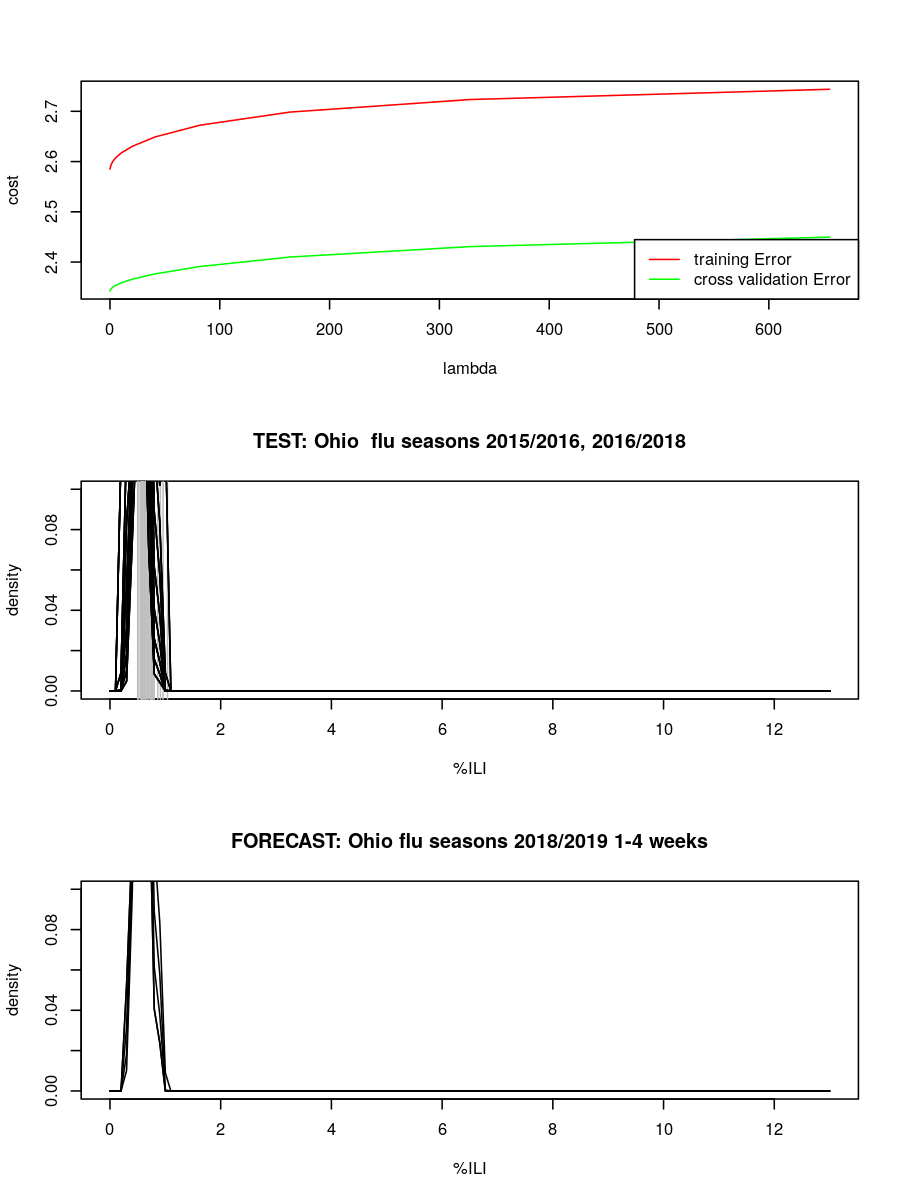 2.7
2.6
2.5
2.4
cost
training Error
cross validation Error
0 100 200 300 400 500 600
lambda
TEST: Ohio  flu seasons 2015/2016, 2016/2018
0.08
0.04
0.00
density
0 2 4 6 8 10 12
%ILI
FORECAST: Ohio flu seasons 2018/2019 1-4 weeks
0.08
0.04
0.00
density
0 2 4 6 8 10 12
%ILI